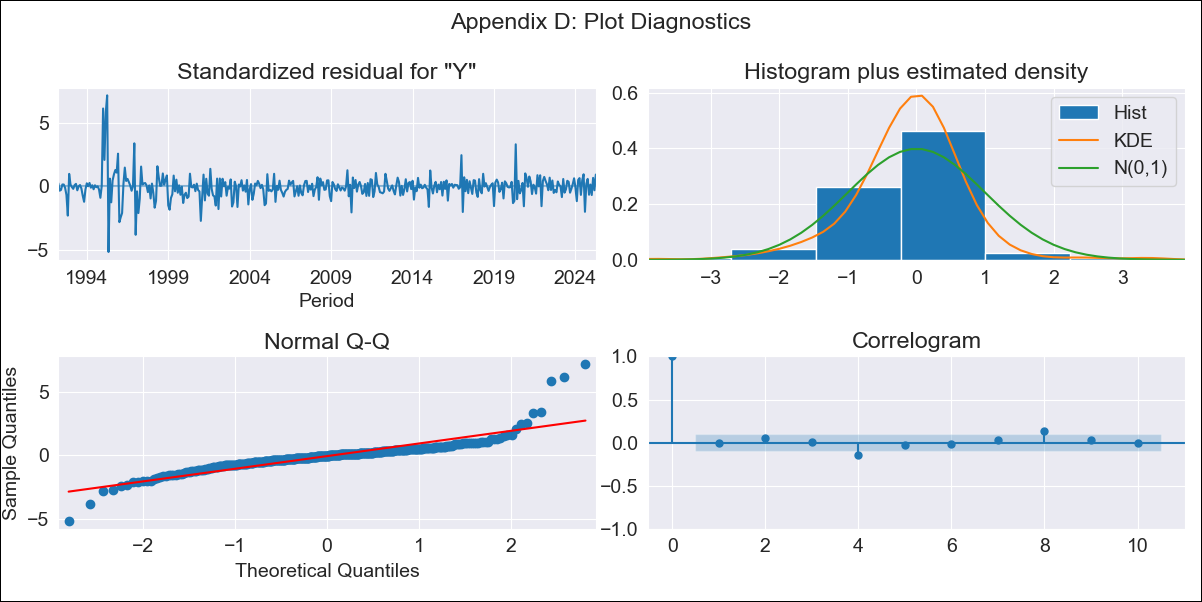 Appendix D: Plot Diagnostics
Standardized residual for "Y"
5
0
−5
1994 1999 2004 2009 2014 2019 2024
Period
Histogram plus estimated density
0.6
0.4
0.2
0.0
−3 −2 −1 0 1 2 3
Hist
KDE
N(0,1)
Normal Q-Q
Sample Quantiles
5
0
−5
−2 −1 0 1 2
Theoretical Quantiles
Correlogram
1.0
0.5
0.0
−0.5
−1.0
0 2 4 6 8 10